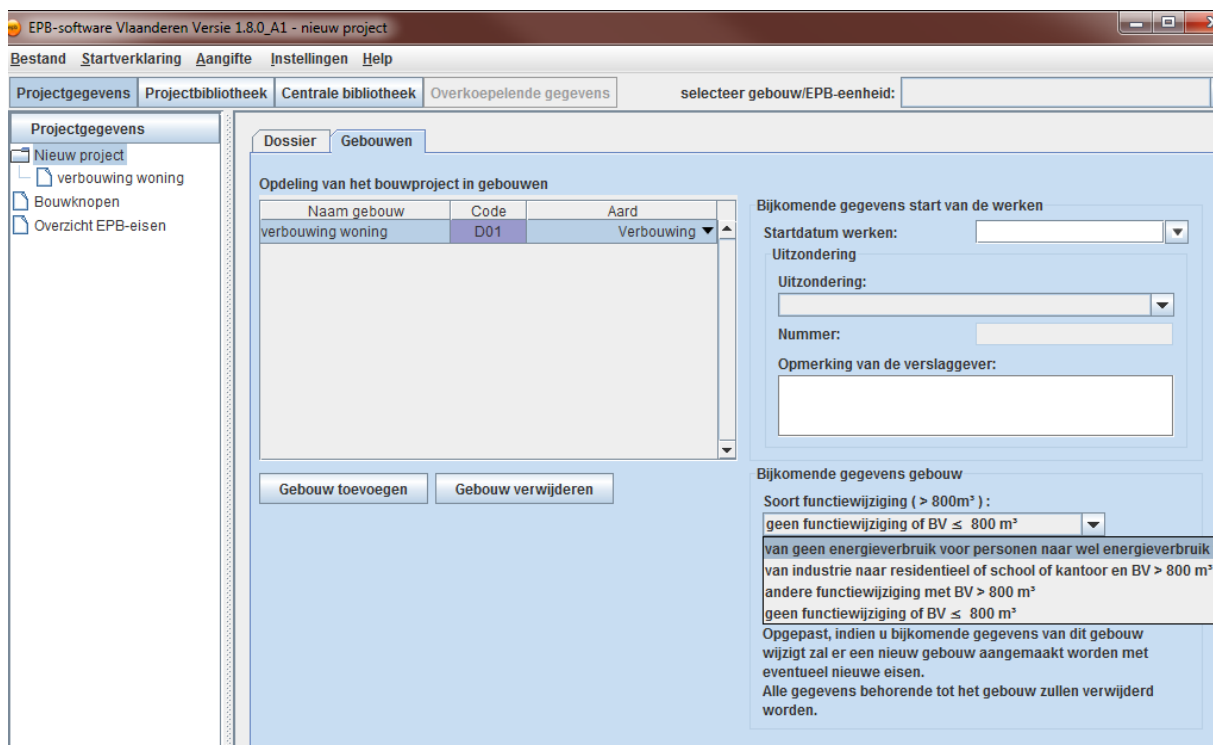 EPB-software Vlaanderen Versie 1.8.0_A1 - nieuw project
Bestand Startverklaring Aangifte Instellingen Help
Projectgegevens Projectbibliotheek Centrale bibliotheek Overkoepelende gegevens selecteer gebouw/EPB-eenheid:
Projectgegevens
Nieuw project
verbouwing woning
Bouwknopen
Overzicht EPB-eisen
Dossier Gebouwen
Opdeling van het bouwproject in gebouwen
Naam gebouw Code Aard
verbouwing woning D01 Verbouwing
Gebouw toevoegen Gebouw verwijderen
Bijkomende gegevens start van de werken
Startdatum werken:
Uitzondering
Uitzondering:
Nummer:
Opmerking van de verslaggever:
Bijkomende gegevens gebouw
Soort functiewijziging ( > 800m³ ) :
geen functiewijziging of BV ≤ 800 m³
van geen energieverbruik voor personen naar wel energieverbruik
van industrie naar residentieel of school of kantoor en BV > 800 m³
andere functiewijziging met BV > 800 m³
geen functiewijziging of BV ≤ 800 m³
Opgepast, indien u bijkomende gegevens van dit gebouw
wijzigt zal er een nieuw gebouw aangemaakt worden met
eventueel nieuwe eisen.
Alle gegevens behorende tot het gebouw zullen verwijderd
worden.